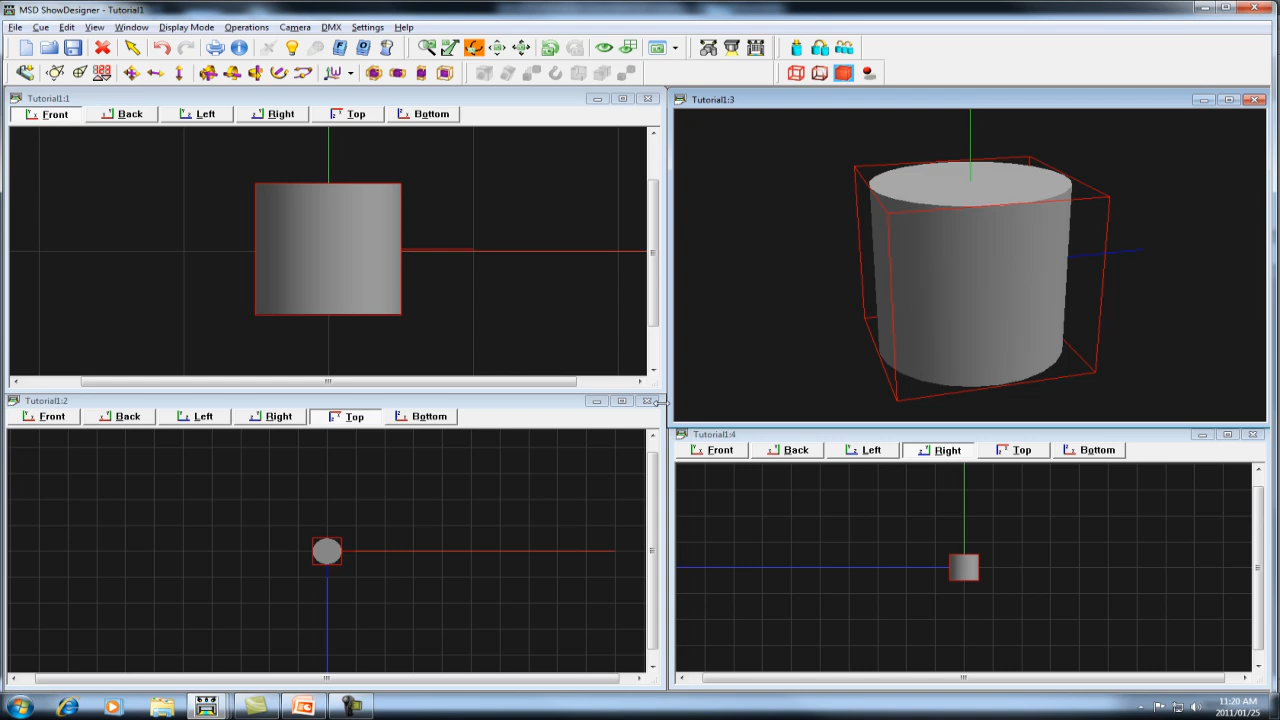 MSD ShowDesigner - Tutorial1
File Cue Edit View Window Display Mode Operations Camera DMX Settings Help
Tutorial1:1
Front Back Left Right Top Bottom
Tutorial1:3
Tutorial1:2
Front Back Left Right Top Bottom
Tutorial1:4
Front Back Left Right Top Bottom
11:20 AM
2011/01/25